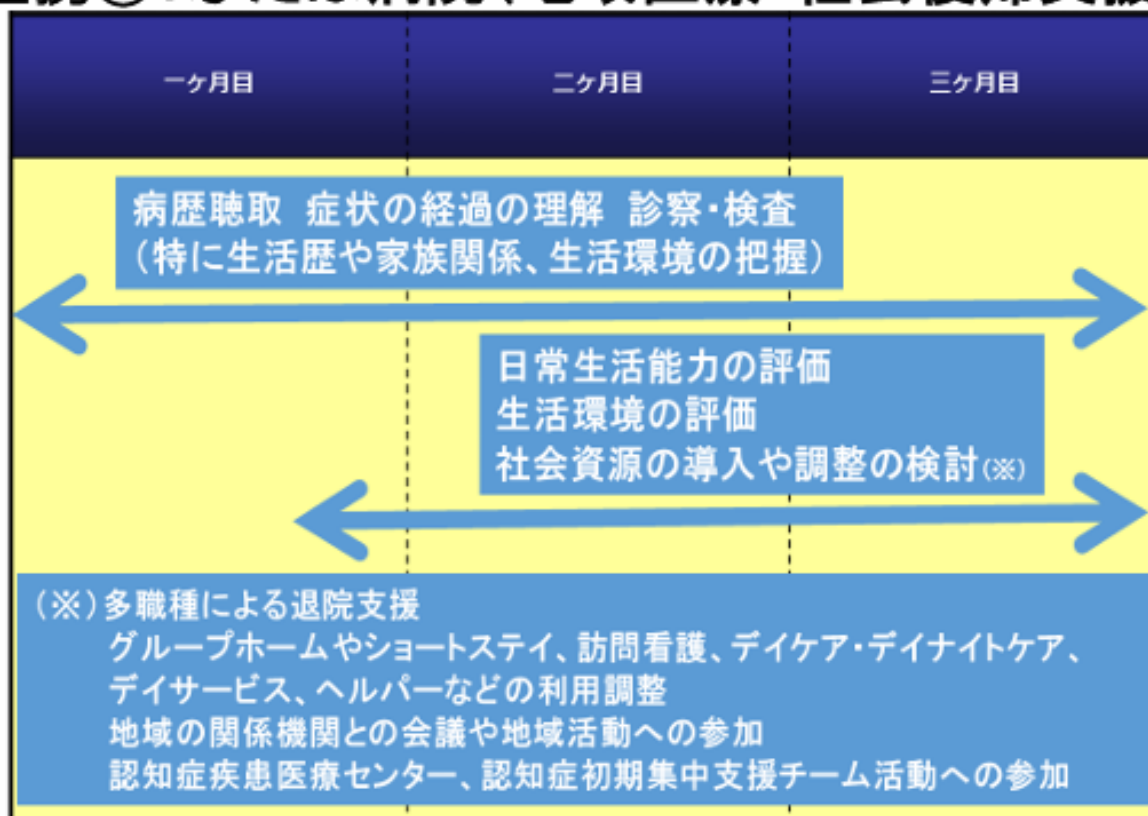 一ヶ月目
二ヶ月目
三ヶ月目
病歴聴取 症状の経過の理解 診察・検査
（特に生活歴や家族関係、生活環境の把握）
日常生活能力の評価
生活環境の評価
社会資源の導入や調整の検討（※）
（※）多職種による退院支援
グループホームやショートステイ、訪問看護、デイケア・デイナイトケア、
デイサービス、ヘルパーなどの利用調整
地域の関係機関との会議や地域活動への参加
認知症疾患医療センター、認知症初期集中支援チーム活動への参加